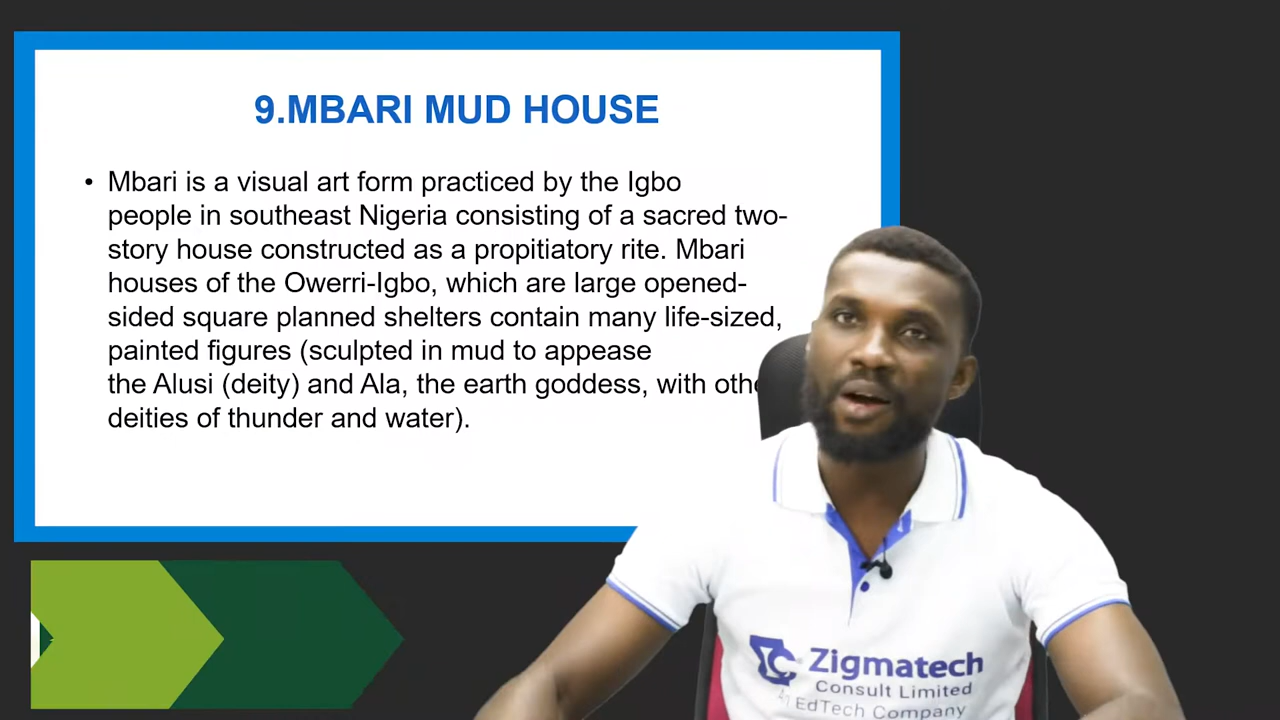 9.MBARI MUD HOUSE
• Mbari is a visual art form practiced by the Igbo
people in southeast Nigeria consisting of a sacred two-
story house constructed as a propitiatory rite. Mbari
houses of the Owerri-Igbo, which are large opened-
sided square planned shelters contain many life-sized,
painted figures (sculpted in mud to appease
the Alusi (deity) and Ala, the earth goddess, with
deities of thunder and water).
Zigmatech
Consult Limited
EdTech Company